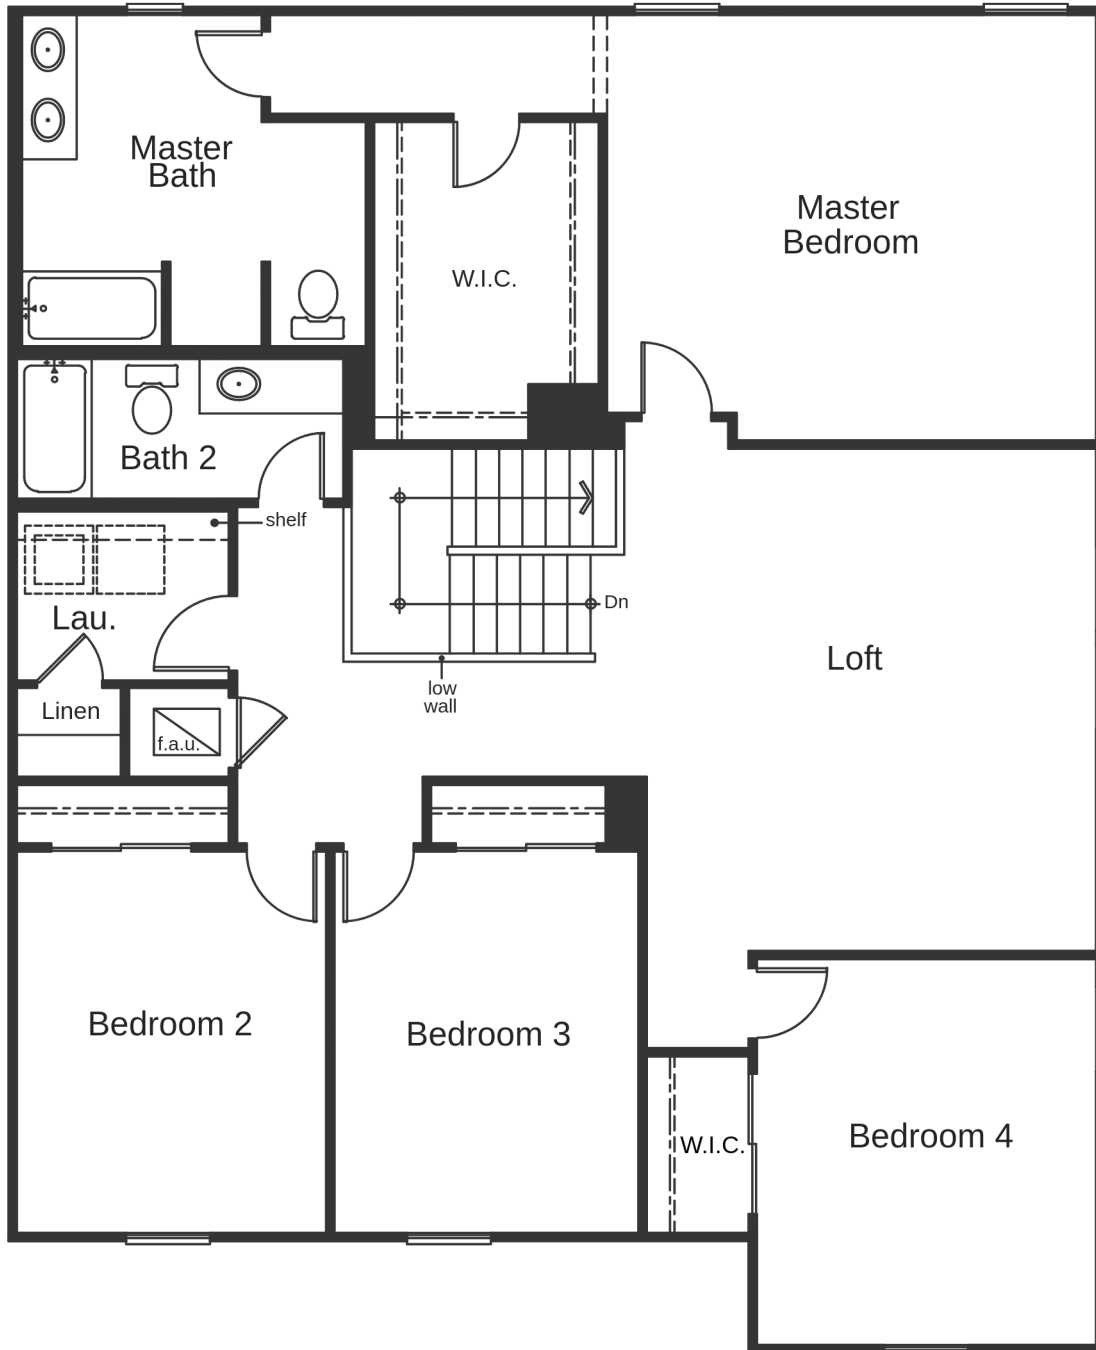 Master
Bath
Master
Bedroom
W.I.C.
Bath 2
shelf
Lau.
Dn
Loft
low
wall
Linen
f.a.u.
Bedroom 2
Bedroom 3
W.I.C.
Bedroom 4